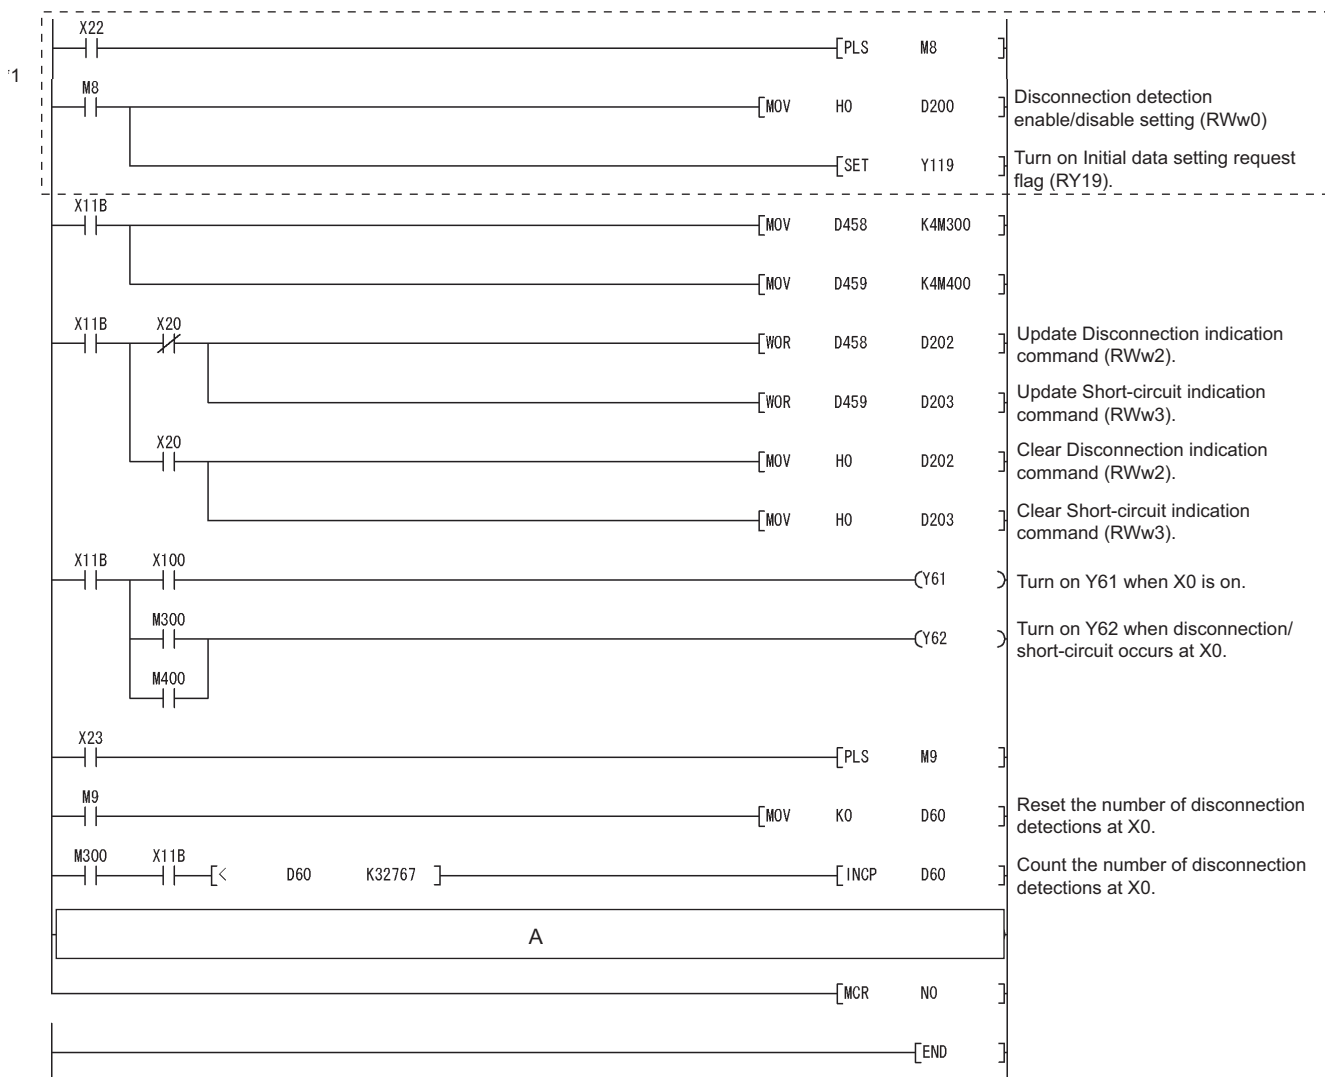 X22
[PLS M8 ]
*1
M8
[MOV H0 D200 ] Disconnection detection
enable/disable setting (RWw0)
[SET Y119 ] Turn on Initial data setting request
flag (RY19).
X11B
[MOV D458 K4M300 ]
[MOV D459 K4M400 ]
X11B X20
[WOR D458 D202 ] Update Disconnection indication
command (RWw2).
[WOR D459 D203 ] Update Short-circuit indication
command (RWw3).
X20
[MOV H0 D202 ] Clear Disconnection indication
command (RWw2).
[MOV H0 D203 ] Clear Short-circuit indication
command (RWw3).
X11B X100
(Y61 ) Turn on Y61 when X0 is on.
M300
(Y62 ) Turn on Y62 when disconnection/
short-circuit occurs at X0.
M400
X23
[PLS M9 ]
M9
[MOV K0 D60 ] Reset the number of disconnection
detections at X0.
M300 X11B
[< D60 K32767 ] [INCP D60 ] Count the number of disconnection
detections at X0.
A
[MCR N0 ]
[END ]